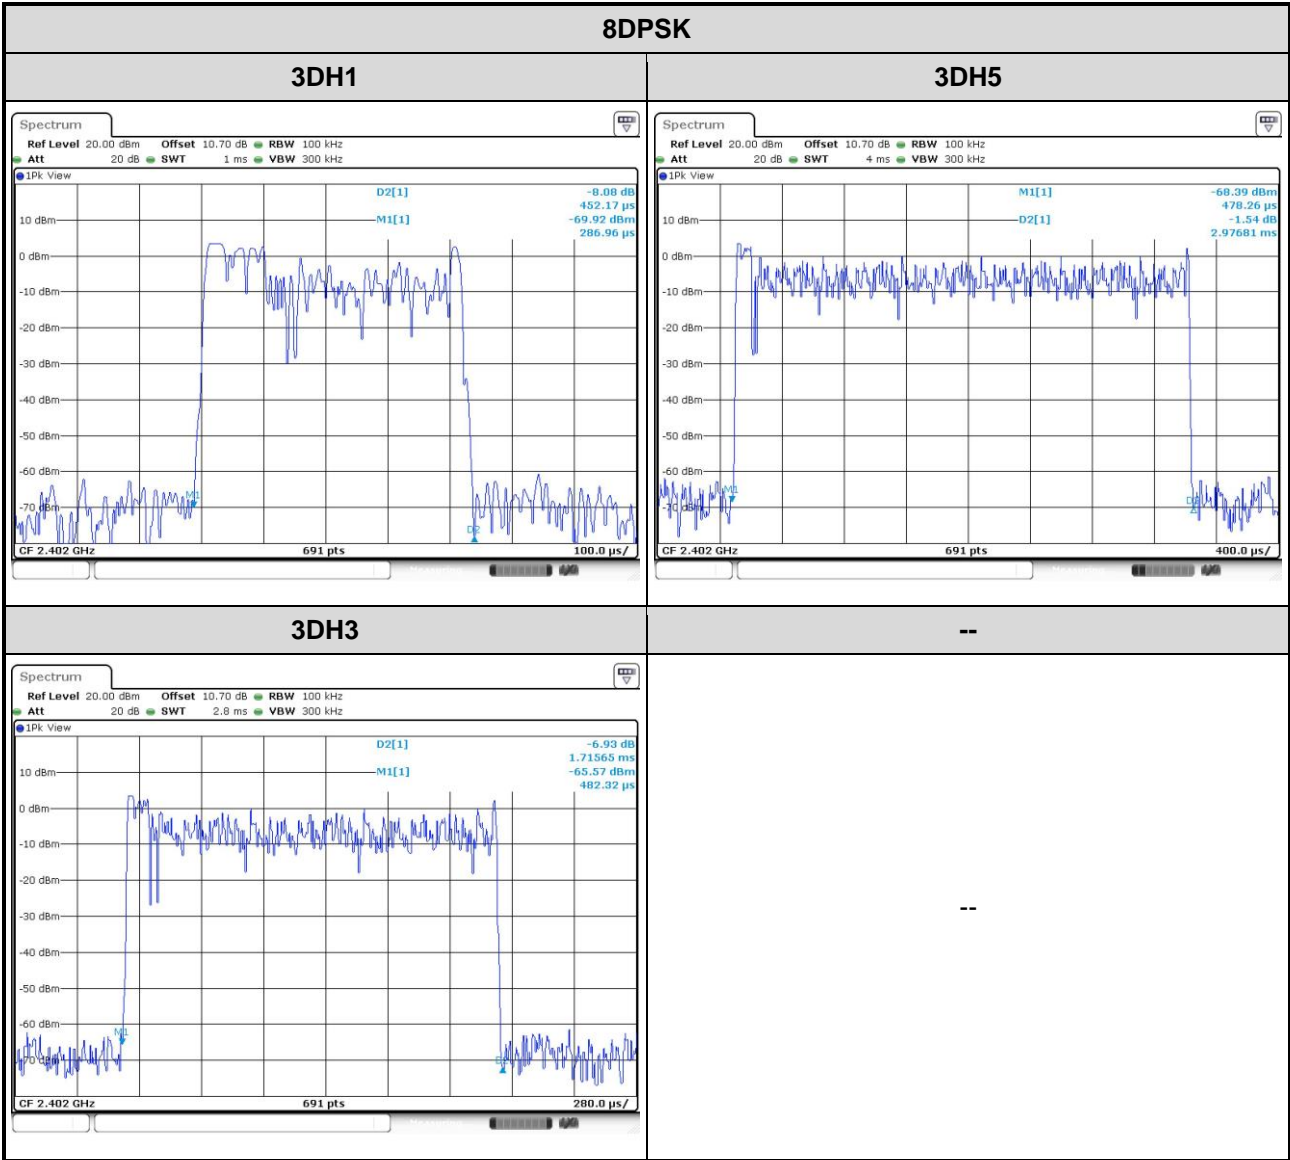 8DPSK
3DH1
3DH5
Spectrum
Ref Level 20.00 dBm Offset 10.70 dB RBW 100 kHz
Att 20 dB SWT 1 ms VBW 300 kHz
1Pk View
D2[1] -8.08 dB
452.17 µs
M1[1] -69.92 dBm
286.96 µs
10 dBm
0 dBm
-10 dBm
-20 dBm
-30 dBm
-40 dBm
-50 dBm
-60 dBm
-70 dBm
M1
D2
CF 2.402 GHz 691 pts 100.0 µs/
Spectrum
Ref Level 20.00 dBm Offset 10.70 dB RBW 100 kHz
Att 20 dB SWT 4 ms VBW 300 kHz
1Pk View
M1[1] -68.39 dBm
478.26 µs
D2[1] -1.54 dB
2.97681 ms
10 dBm
0 dBm
-10 dBm
-20 dBm
-30 dBm
-40 dBm
-50 dBm
-60 dBm
-70 dBm
M1
D2
CF 2.402 GHz 691 pts 400.0 µs/
3DH3
--
Spectrum
Ref Level 20.00 dBm Offset 10.70 dB RBW 100 kHz
Att 20 dB SWT 2.8 ms VBW 300 kHz
1Pk View
D2[1] -6.93 dB
1.71565 ms
M1[1] -65.57 dBm
482.32 µs
10 dBm
0 dBm
-10 dBm
-20 dBm
-30 dBm
-40 dBm
-50 dBm
-60 dBm
-70 dBm
M1
CF 2.402 GHz 691 pts 280.0 µs/
--